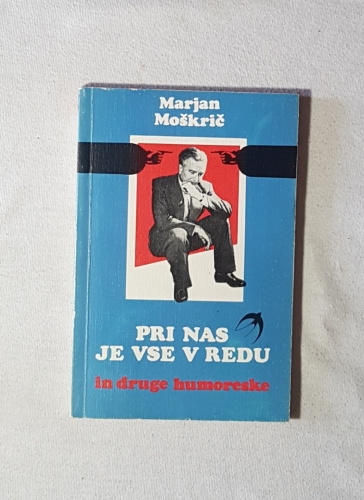 Marjan
Moškrič
PRI NAS
JE VSE V REDU
in druge humoreske